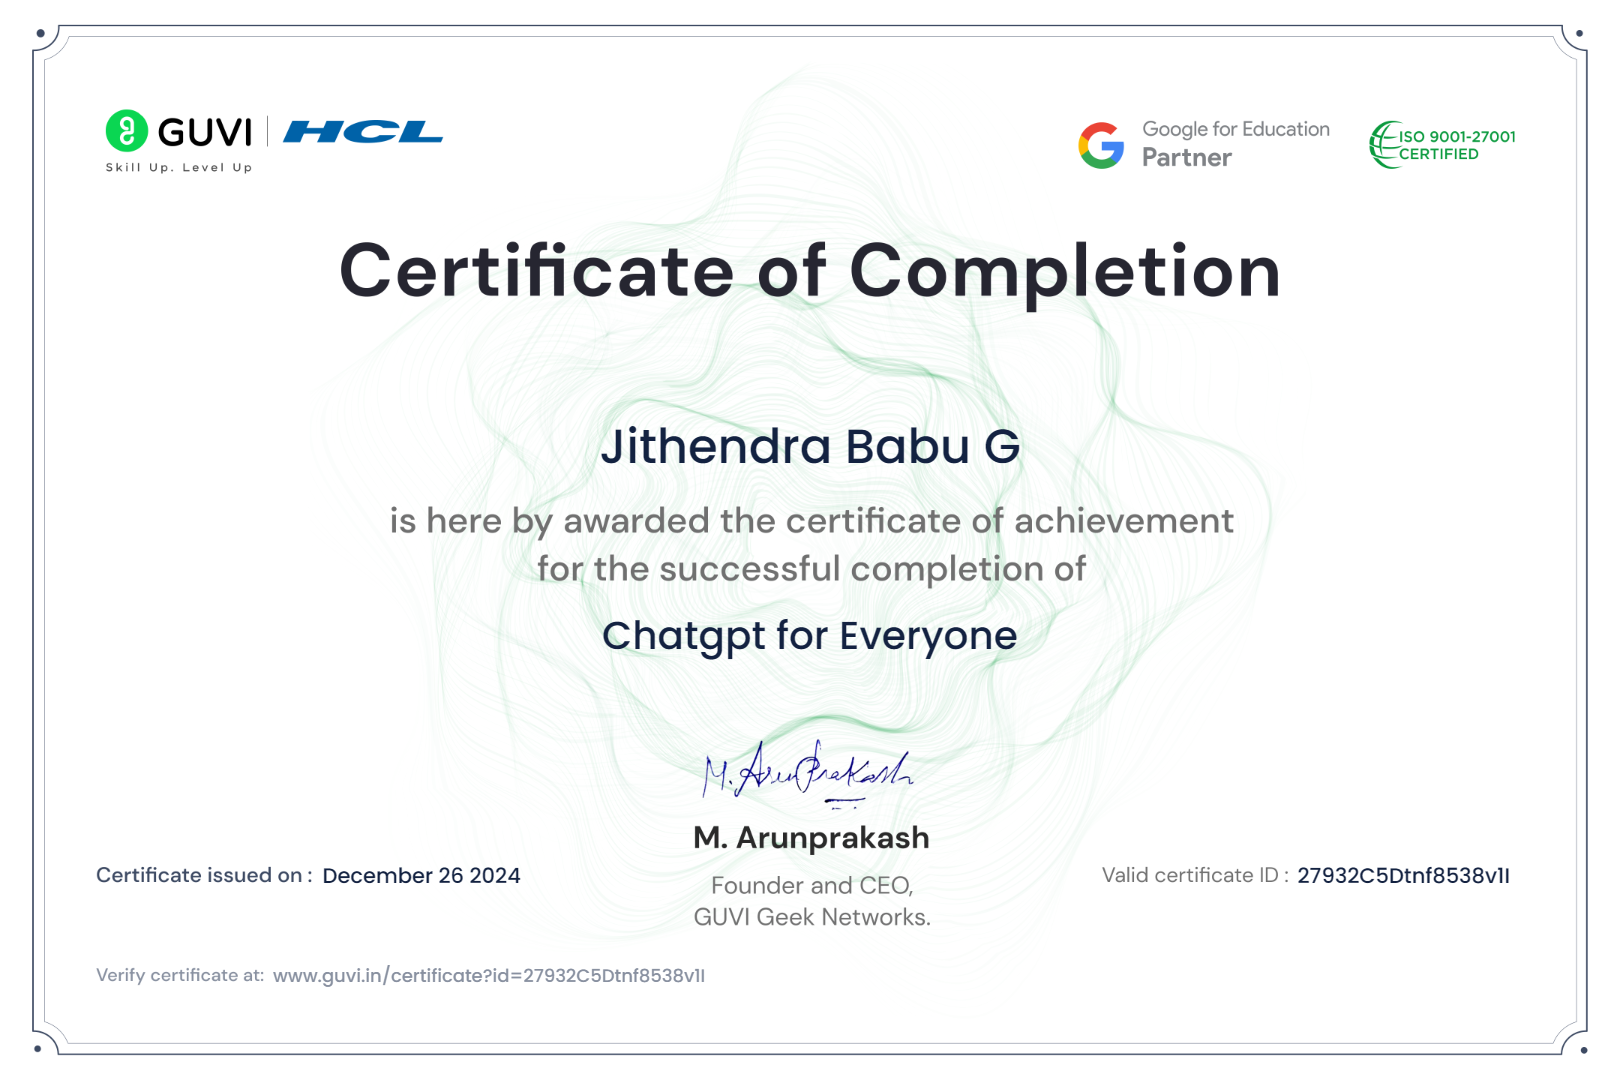 GUVI | HCL
Skill Up. Level Up
Google for Education
Partner
ISO 9001-27001
CERTIFIED
Certificate of Completion
Jithendra Babu G
is here by awarded the certificate of achievement
for the successful completion of
Chatgpt for Everyone
M. Arunprakash
M. Arunprakash
Founder and CEO,
GUVI Geek Networks.
Certificate issued on : December 26 2024
Valid certificate ID : 27932C5Dtnf8538v1I
Verify certificate at: www.guvi.in/certificate?id=27932C5Dtnf8538v1I